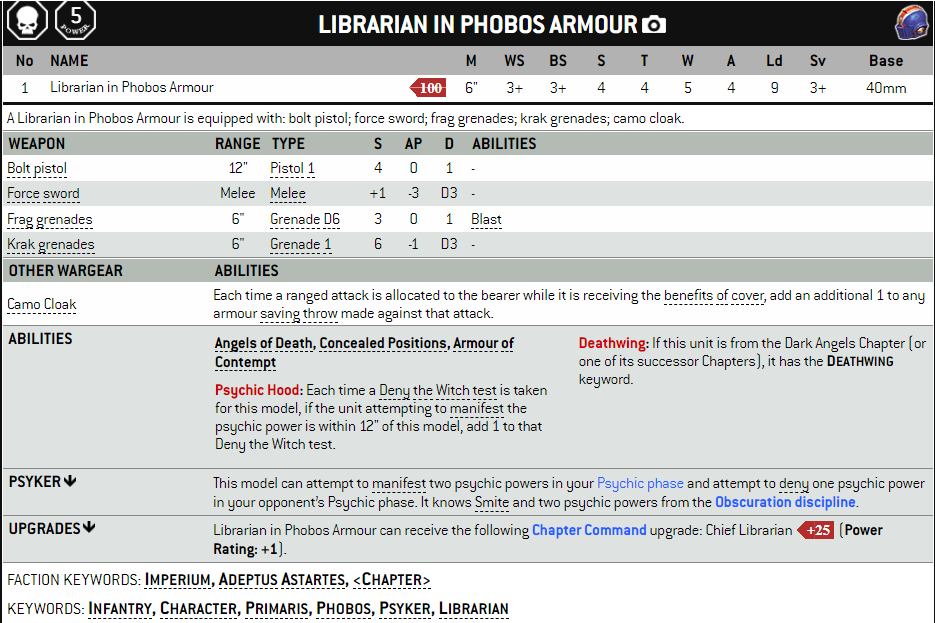 5
POWER
LIBRARIAN IN PHOBOS ARMOUR
No NAME M WS BS S T W A Ld Sv Base
1 Librarian in Phobos Armour 100 6" 3+ 3+ 4 4 5 4 9 3+ 40mm
A Librarian in Phobos Armour is equipped with: bolt pistol; force sword; frag grenades; krak grenades; camo cloak.
WEAPON RANGE TYPE S AP D ABILITIES
Bolt pistol 12" Pistol 1 4 0 1 -
Force sword Melee Melee +1 -3 D3 -
Frag grenades 6" Grenade D6 3 0 1 Blast
Krak grenades 6" Grenade 1 6 -1 D3 -
OTHER WARGEAR ABILITIES
Camo Cloak
Each time a ranged attack is allocated to the bearer while it is receiving the benefits of cover, add an additional 1 to any
armour saving throw made against that attack.
ABILITIES
Angels of Death, Concealed Positions, Armour of
Contempt
Psychic Hood: Each time a Deny the Witch test is taken
for this model, if the unit attempting to manifest the
psychic power is within 12" of this model, add 1 to that
Deny the Witch test.
Deathwing: If this unit is from the Dark Angels Chapter (or
one of its successor Chapters), it has the DEATHWING
keyword.
PSYKER
This model can attempt to manifest two psychic powers in your Psychic phase and attempt to deny one psychic power
in your opponent's Psychic phase. It knows Smite and two psychic powers from the Obscuration discipline.
UPGRADES
Librarian in Phobos Armour can receive the following Chapter Command upgrade: Chief Librarian +25 (Power
Rating: +1).
FACTION KEYWORDS: IMPERIUM, ADEPTUS ASTARTES, <CHAPTER>
KEYWORDS: INFANTRY, CHARACTER, PRIMARIS, PHOBOS, PSYKER, LIBRARIAN